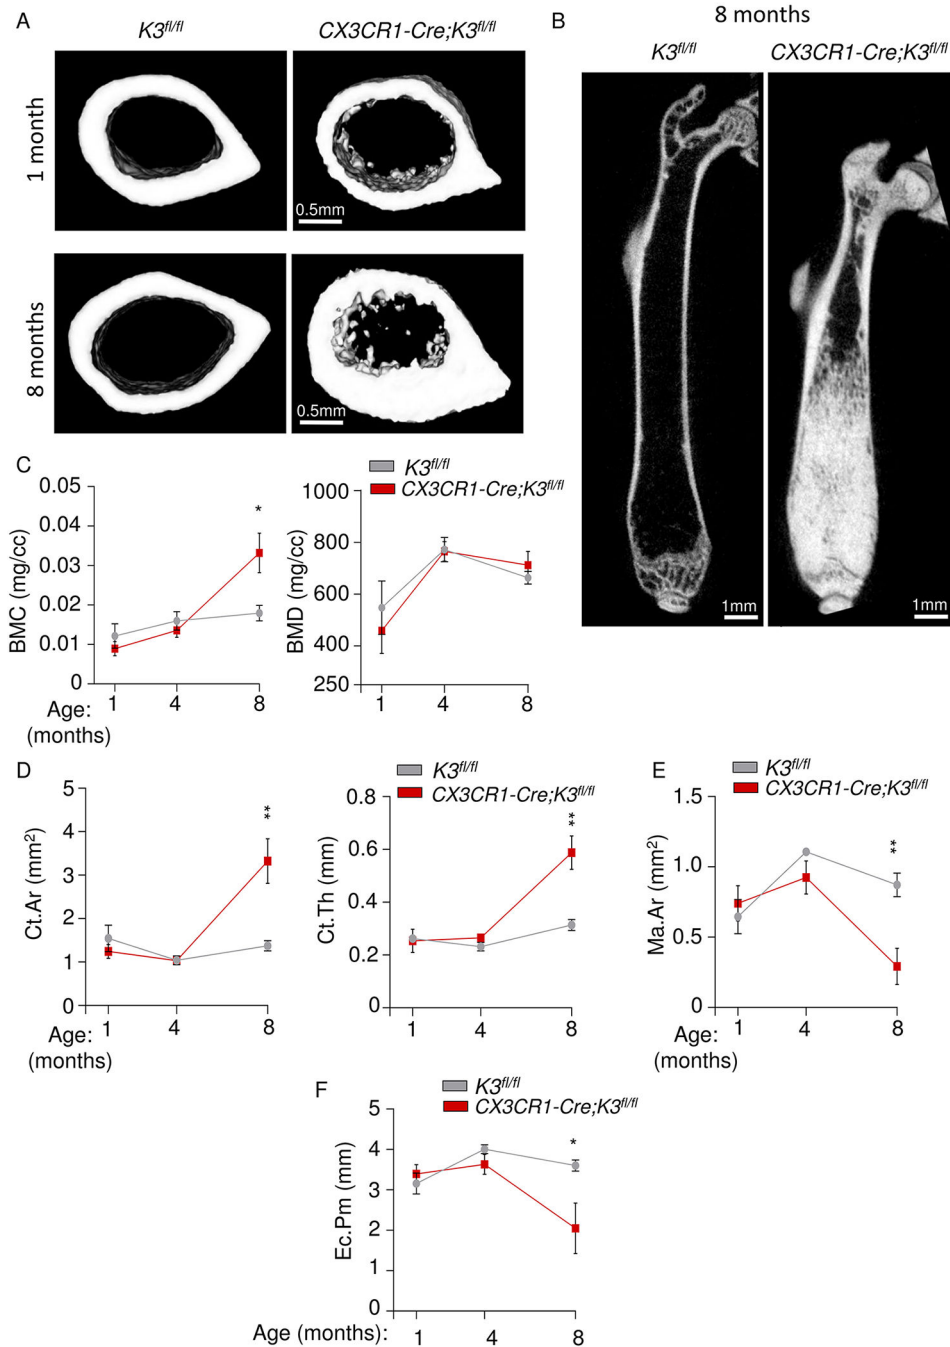 A
K3fl/fl
CX3CR1-Cre;K3fl/fl
1 month
0.5mm
8 months
0.5mm
B
8 months
K3fl/fl
CX3CR1-Cre;K3fl/fl
1mm
1mm
C
K3fl/fl
CX3CR1-Cre;K3fl/fl
BMC (mg/cc)
0.05
0.04
0.03
0.02
0.01
0
*
Age:
(months)
1
4
8
BMD (mg/cc)
1000
800
600
400
250
1
4
8
D
K3fl/fl
CX3CR1-Cre;K3fl/fl
Ct.Ar (mm2)
5
4
3
2
1
0
**
Age:
(months)
1
4
8
Ct.Th (mm)
0.8
0.6
0.4
0.2
0
**
1
4
8
E
K3fl/fl
CX3CR1-Cre;K3fl/fl
Ma.Ar (mm2)
1.5
1.0
0.5
0
**
Age:
(months)
1
4
8
F
K3fl/fl
CX3CR1-Cre;K3fl/fl
Ec.Pm (mm)
5
4
3
2
1
0
*
Age (months):
1
4
8